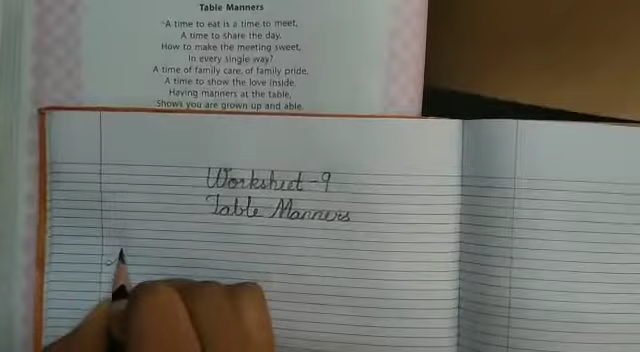 Table Manners
"A time to eat is a time to meet,
A time to share the day.
How to make the meeting sweet,
In every single way?
A time of family care, of family pride,
A time to show the love inside,
Having manners at the table,
Shows you are grown up and able.
Worksheet - 9
Table Manners